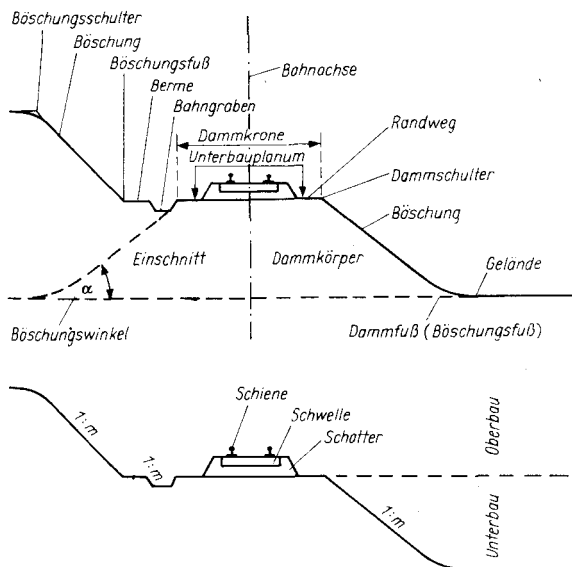 Böschungsschulter
Böschung
Böschungsfuß
Berme
Bahngraben
Bahnachse
Dammkrone
Unterbauplanum
Randweg
Dammschulter
Böschung
Einschnitt
Dammkörper
Gelände
α
Böschungswinkel
Dammfuß (Böschungsfuß)
Schiene
Schwelle
Schotter
1:m
1:m
1:m
Oberbau
Unterbau